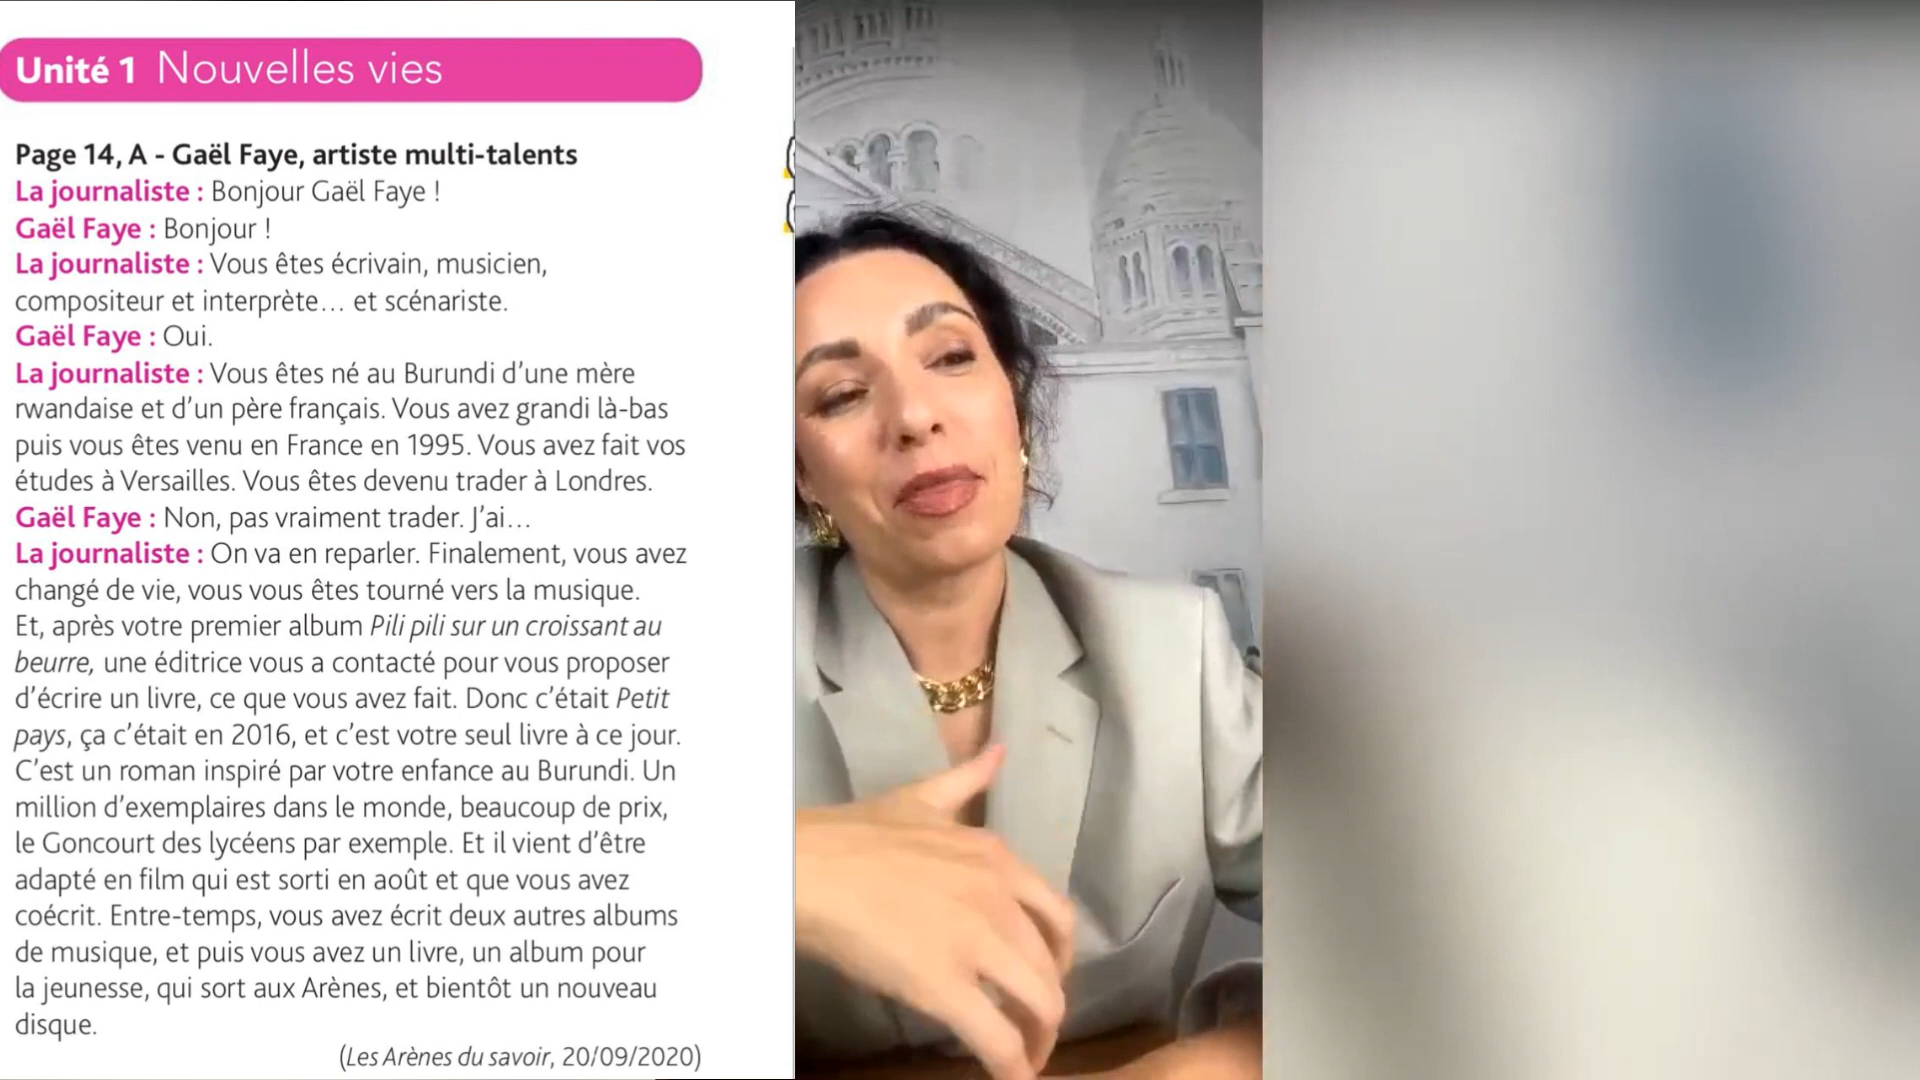 Unité 1 Nouvelles vies
Page 14, A - Gaël Faye, artiste multi-talents
La journaliste : Bonjour Gaël Faye !
Gaël Faye : Bonjour !
La journaliste : Vous êtes écrivain, musicien,
compositeur et interprète… et scénariste.
Gaël Faye : Oui.
La journaliste : Vous êtes né au Burundi d’une mère
rwandaise et d’un père français. Vous avez grandi là-bas
puis vous êtes venu en France en 1995. Vous avez fait vos
études à Versailles. Vous êtes devenu trader à Londres.
Gaël Faye : Non, pas vraiment trader. J’ai…
La journaliste : On va en reparler. Finalement, vous avez
changé de vie, vous vous êtes tourné vers la musique.
Et, après votre premier album Pili pili sur un croissant au
beurre, une éditrice vous a contacté pour vous proposer
d’écrire un livre, ce que vous avez fait. Donc c’était Petit
pays, ça c’était en 2016, et c’est votre seul livre à ce jour.
C’est un roman inspiré par votre enfance au Burundi. Un
million d’exemplaires dans le monde, beaucoup de prix,
le Goncourt des lycéens par exemple. Et il vient d’être
adapté en film qui est sorti en août et que vous avez
coécrit. Entre-temps, vous avez écrit deux autres albums
de musique, et puis vous avez un livre, un album pour
la jeunesse, qui sort aux Arènes, et bientôt un nouveau
disque.
(Les Arènes du savoir, 20/09/2020)